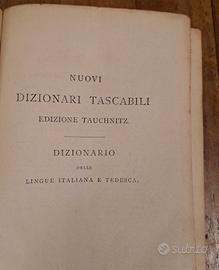 NUOVI
DIZIONARI TASCABILI
EDIZIONE TAUCHNITZ.
DIZIONARIO
DELLE
LINGUE ITALIANA E TEDESCA.
subito